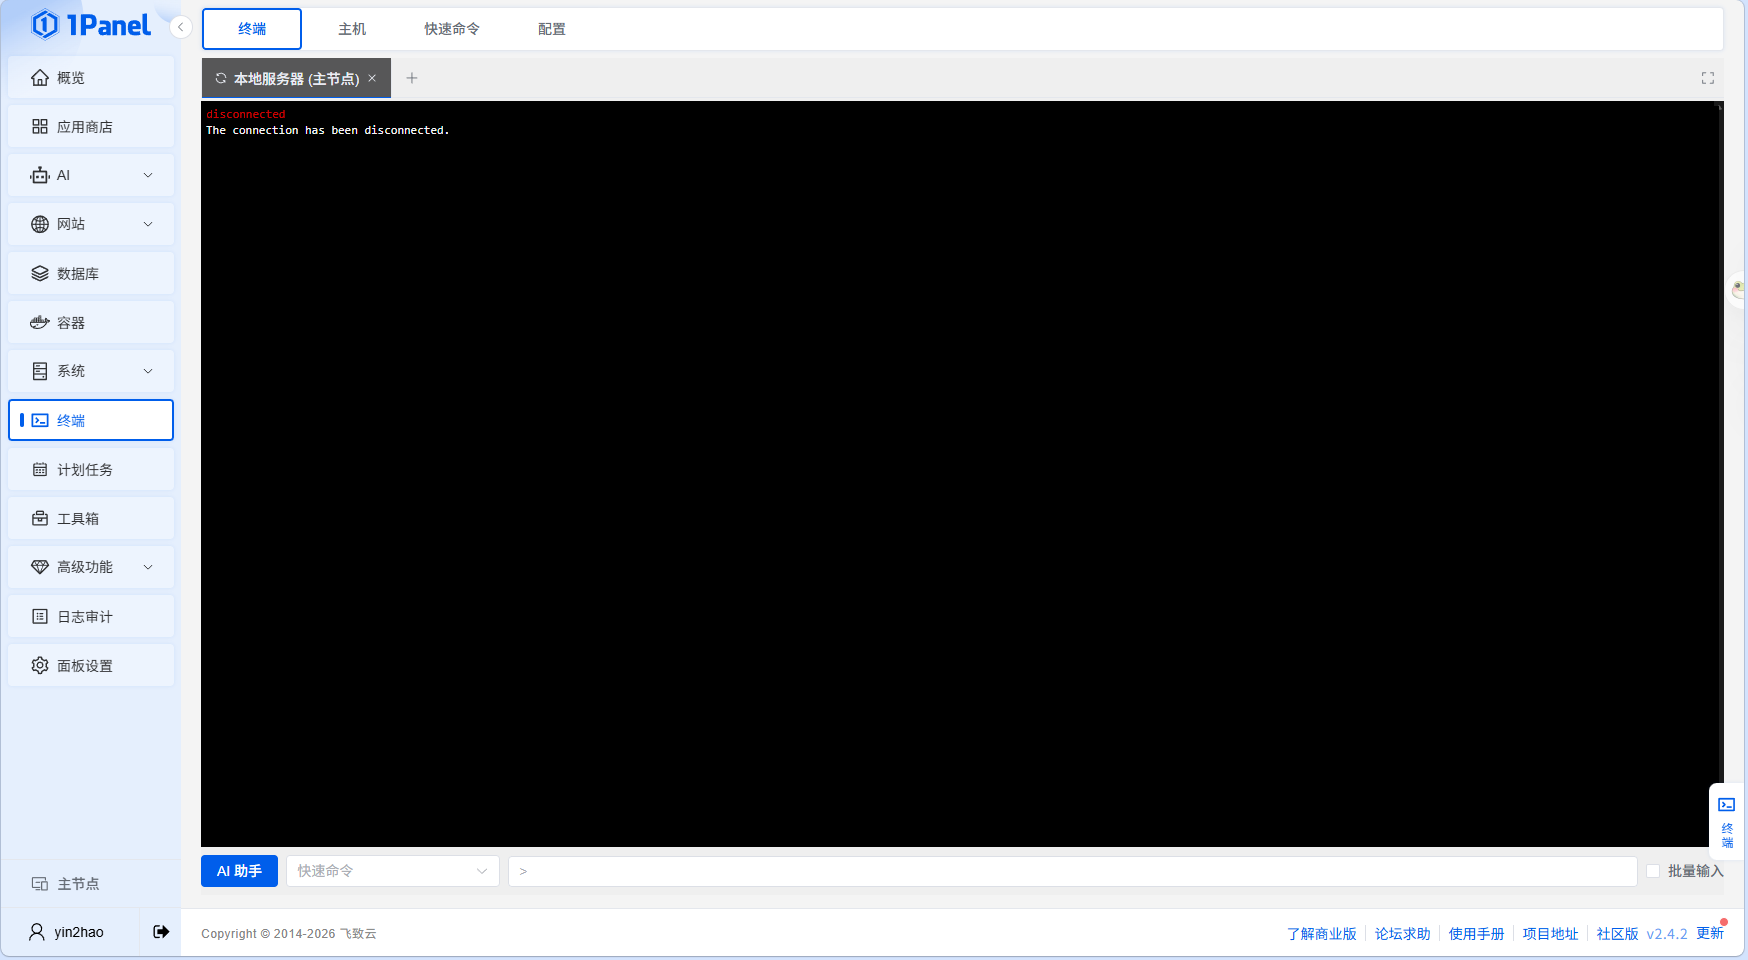 1Panel
终端
主机
快速命令
配置
概览
应用商店
AI
网站
数据库
容器
系统
终端
计划任务
工具箱
高级功能
日志审计
面板设置
主节点
yin2hao
本地服务器 (主节点)
disconnected
The connection has been disconnected.
终端
AI 助手
快速命令
>
批量输入
Copyright © 2014-2026 飞致云
了解商业版
论坛求助
使用手册
项目地址
社区版 v2.4.2 更新